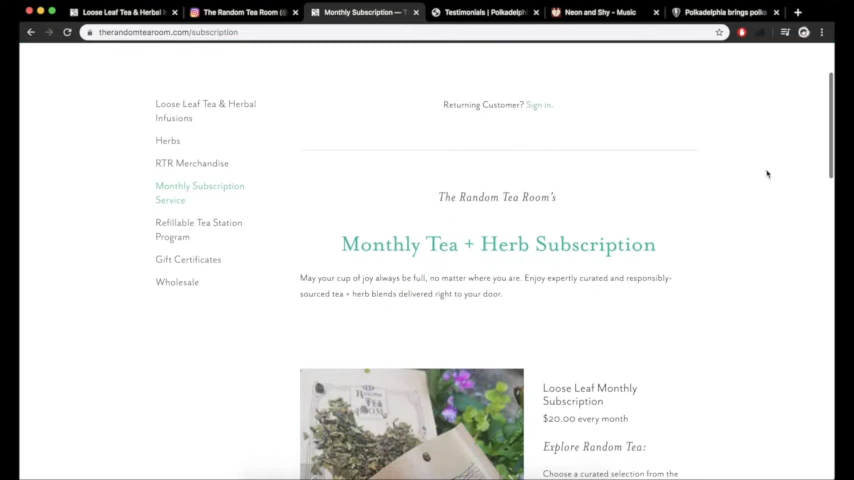 Loose Leaf Tea & Herbal I
The Random Tea Room (@
Monthly Subscription — T
Testimonials | Polkadelph
Neon and Shy - Music
Polkadelphia brings polka
therandomtearoom.com/subscription
Loose Leaf Tea & Herbal
Infusions
Herbs
RTR Merchandise
Monthly Subscription
Service
Refillable Tea Station
Program
Gift Certificates
Wholesale
Returning Customer? Sign in.
The Random Tea Room's
Monthly Tea + Herb Subscription
May your cup of joy always be full, no matter where you are. Enjoy expertly curated and responsibly-
sourced tea + herb blends delivered right to your door.
TEA
ROOM
Loose Leaf Monthly
Subscription
$20.00 every month
Explore Random Tea:
Choose a curated selection from the